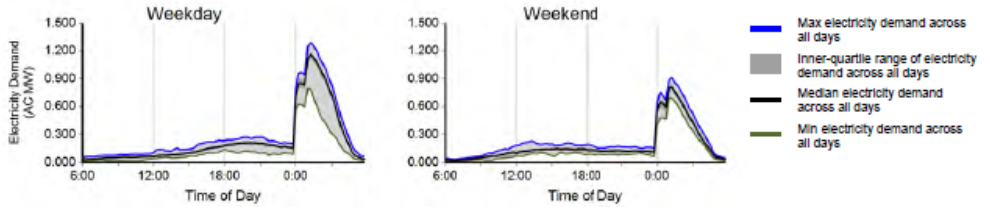 Weekday
1.500
1.200
0.900
0.600
0.300
0.000
Electricity Demand
(AC MW)
6:00 12:00 18:00 0:00
Time of Day
Weekend
1.500
1.200
0.900
0.600
0.300
0.000
6:00 12:00 18:00 0:00
Time of Day
Max electricity demand across
all days
Inner-quartile range of electricity
demand across all days
Median electricity demand
across all days
Min electricity demand across
all days